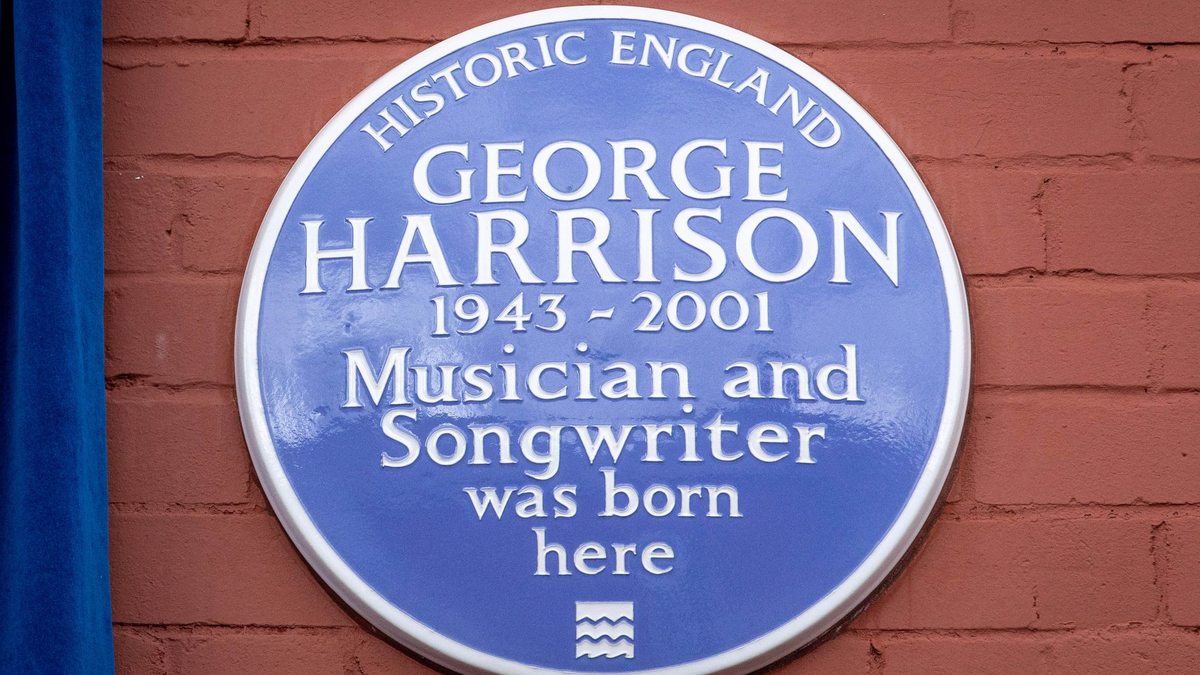 HISTORIC ENGLAND
GEORGE
HARRISON
1943 - 2001
Musician and
Songwriter
was born
here